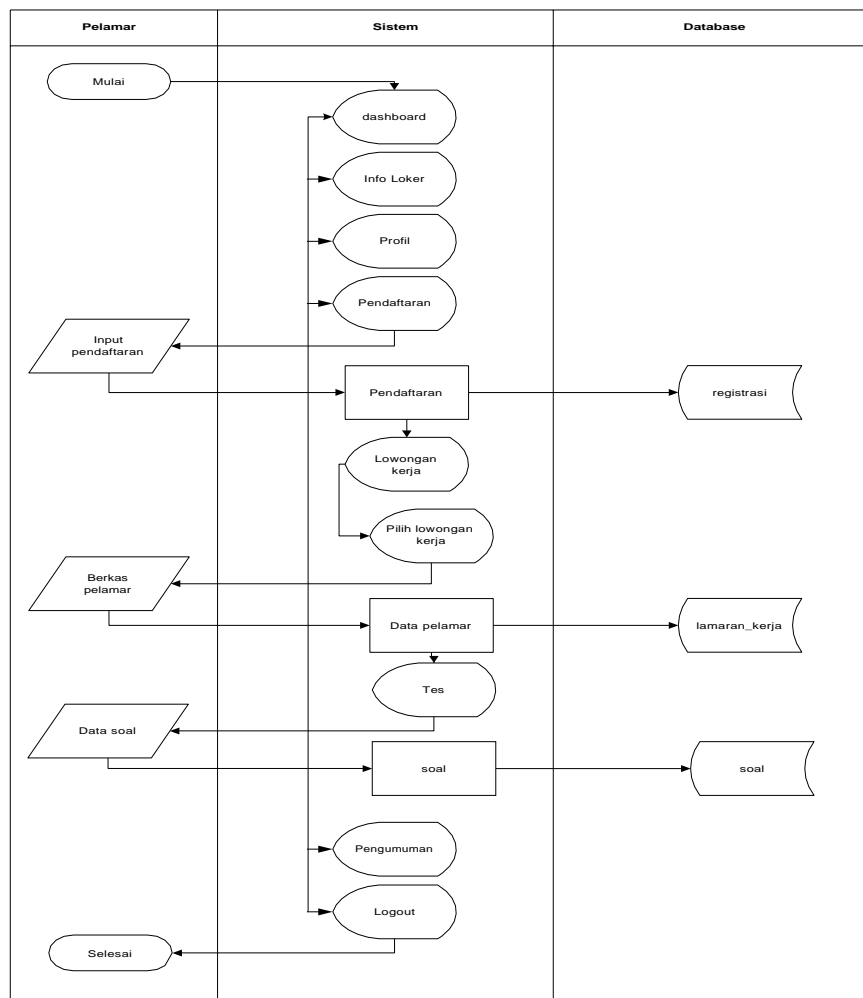 Pelamar
Sistem
Database
Mulai
dashboard
Info Loker
Profil
Pendaftaran
Input
pendaftaran
Pendaftaran
registrasi
Lowongan
kerja
Pilih lowongan
kerja
Berkas
pelamar
Data pelamar
lamaran_kerja
Tes
Data soal
soal
soal
Pengumuman
Logout
Selesai